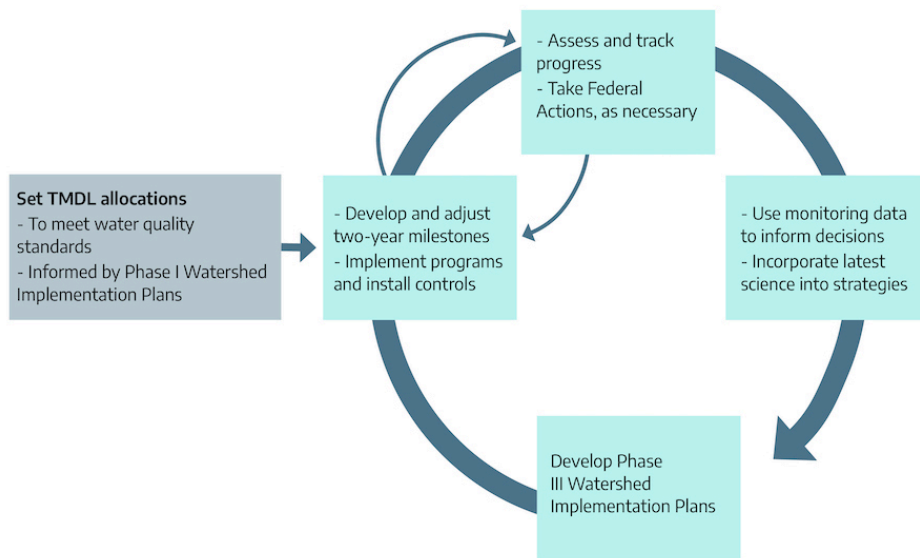 - Assess and track
progress
- Take Federal
Actions, as necessary
Set TMDL allocations
- To meet water quality
standards
- Informed by Phase I Watershed
Implementation Plans
- Develop and adjust
two-year milestones
- Implement programs
and install controls
- Use monitoring data
to inform decisions
- Incorporate latest
science into strategies
Develop Phase
III Watershed
Implementation Plans